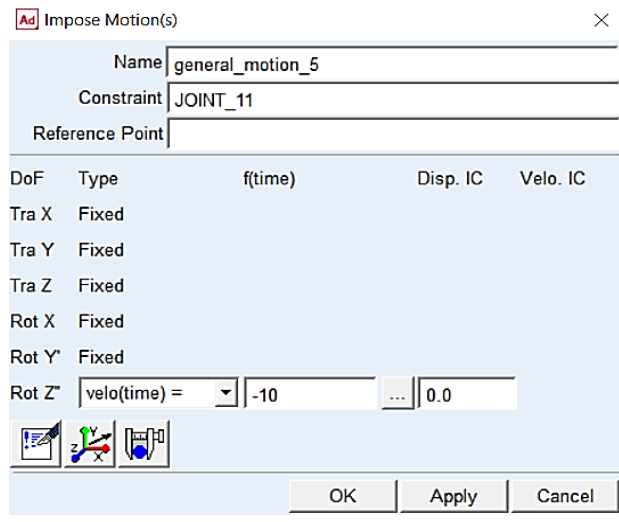 Ad Impose Motion(s)
Name general_motion_5
Constraint JOINT_11
Reference Point
DoF Type f(time) Disp. IC Velo. IC
Tra X Fixed
Tra Y Fixed
Tra Z Fixed
Rot X Fixed
Rot Y' Fixed
Rot Z" velo(time) = -10 ... 0.0
Z Y X
OK Apply Cancel